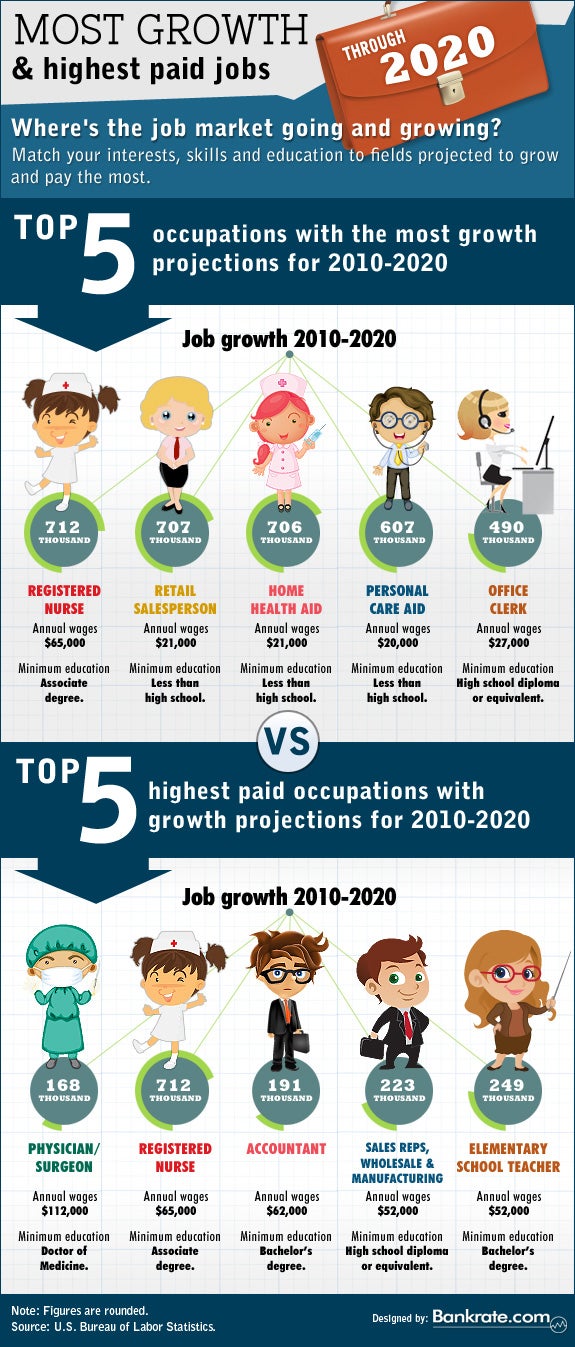 MOST GROWTH
& highest paid jobs
THROUGH
2020
Where's the job market going and growing?
Match your interests, skills and education to fields projected to grow
and pay the most.
TOP 5
occupations with the most growth
projections for 2010-2020
Job growth 2010-2020
712
THOUSAND
707
THOUSAND
706
THOUSAND
607
THOUSAND
490
THOUSAND
REGISTERED
NURSE
Annual wages
$65,000
Minimum education
Associate
degree.
RETAIL
SALESPERSON
Annual wages
$21,000
Minimum education
Less than
high school.
HOME
HEALTH AID
Annual wages
$21,000
Minimum education
Less than
high school.
PERSONAL
CARE AID
Annual wages
$20,000
Minimum education
Less than
high school.
OFFICE
CLERK
Annual wages
$27,000
Minimum education
High school diploma
or equivalent.
VS
TOP 5
highest paid occupations with
growth projections for 2010-2020
Job growth 2010-2020
168
THOUSAND
712
THOUSAND
191
THOUSAND
223
THOUSAND
249
THOUSAND
PHYSICIAN/
SURGEON
Annual wages
$112,000
Minimum education
Doctor of
Medicine.
REGISTERED
NURSE
Annual wages
$65,000
Minimum education
Associate
degree.
ACCOUNTANT
Annual wages
$62,000
Minimum education
Bachelor's
degree.
SALES REPS,
WHOLESALE &
MANUFACTURING
Annual wages
$52,000
Minimum education
High school diploma
or equivalent.
ELEMENTARY
SCHOOL TEACHER
Annual wages
$52,000
Minimum education
Bachelor's
degree.
Note: Figures are rounded.
Source: U.S. Bureau of Labor Statistics.
Designed by: Bankrate.com